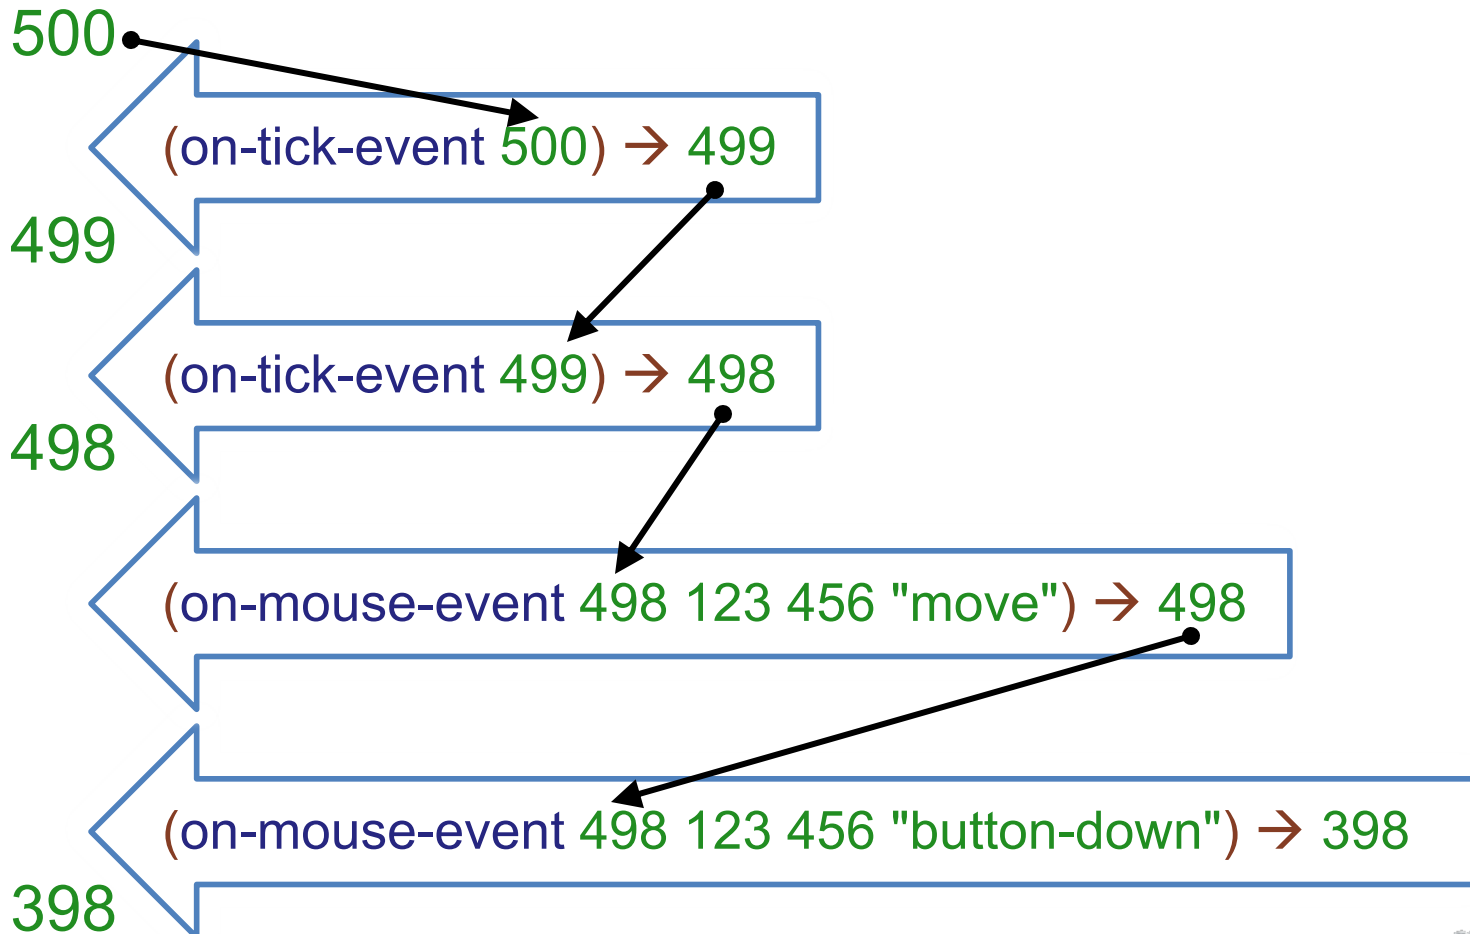 500
(on-tick-event 500) → 499
499
(on-tick-event 499) → 498
498
(on-mouse-event 498 123 456 "move") → 498
(on-mouse-event 498 123 456 "button-down") → 398
398